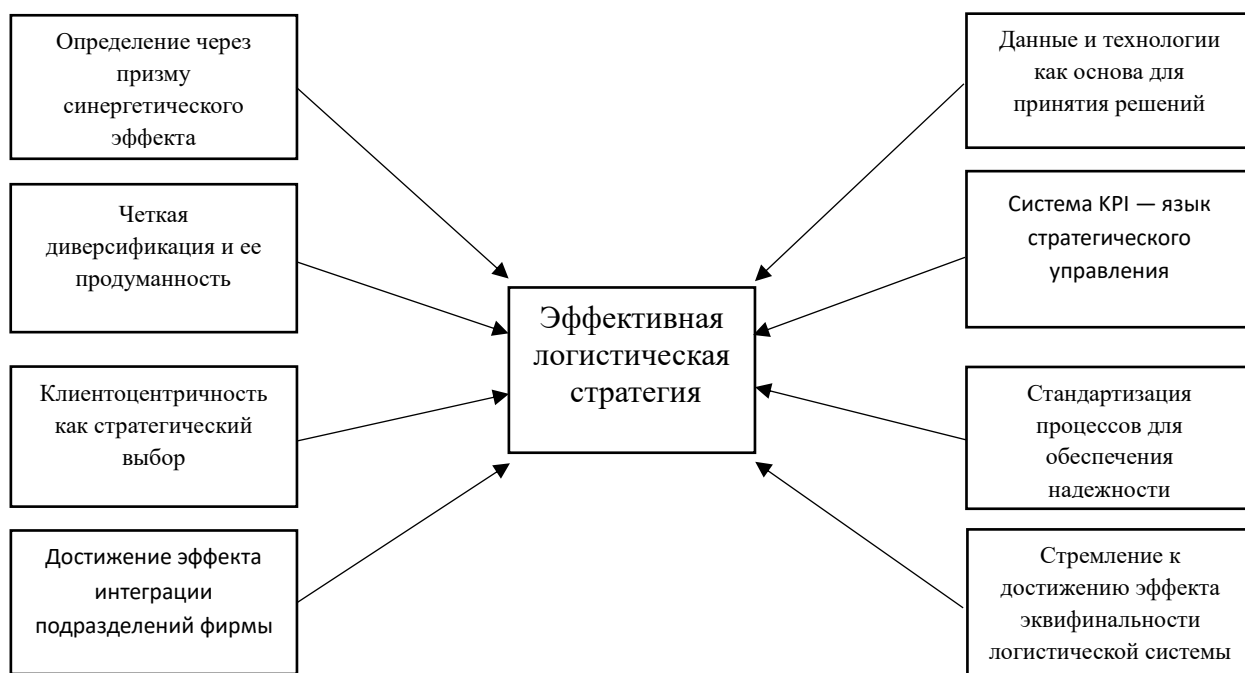 Определение через
призму
синергетического
эффекта
Четкая
диверсификация и ее
продуманность
Клиентоцентричность
как стратегический
выбор
Достижение эффекта
интеграции
подразделений фирмы
Эффективная
логистическая
стратегия
Данные и технологии
как основа для
принятия решений
Система KPI — язык
стратегического
управления
Стандартизация
процессов для
обеспечения
надежности
Стремление к
достижению эффекта
эквифинальности
логистической системы